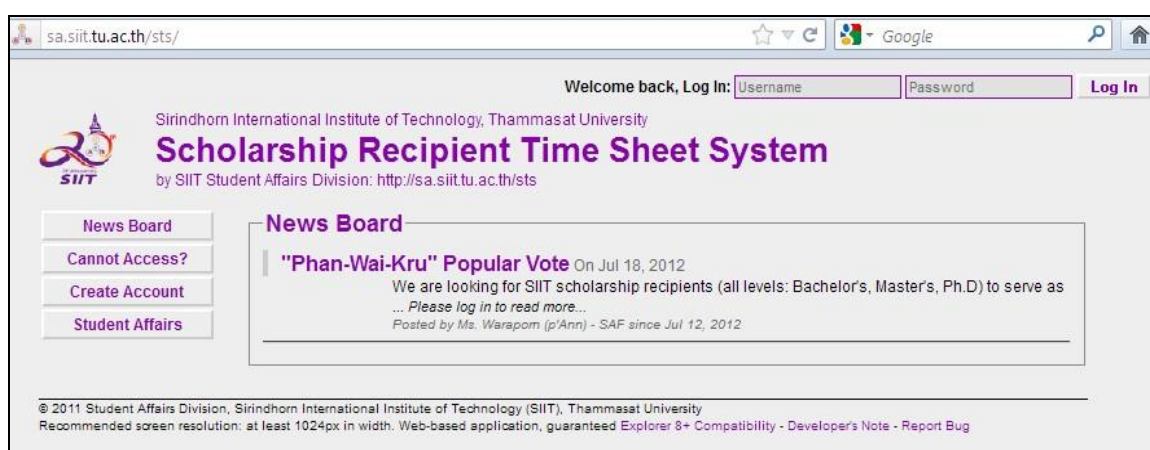 sa.siit.tu.ac.th/sts/
Google
Welcome back, Log In: Username Password Log In
SIIT
Sirindhorn International Institute of Technology, Thammasat University
Scholarship Recipient Time Sheet System
by SIIT Student Affairs Division: http://sa.siit.tu.ac.th/sts
News Board
Cannot Access?
Create Account
Student Affairs
News Board
"Phan-Wai-Kru" Popular Vote On Jul 18, 2012
We are looking for SIIT scholarship recipients (all levels: Bachelor's, Master's, Ph.D) to serve as
... Please log in to read more...
Posted by Ms. Waraporn (p'Ann) - SAF since Jul 12, 2012
© 2011 Student Affairs Division, Sirindhorn International Institute of Technology (SIIT), Thammasat University
Recommended screen resolution: at least 1024px in width. Web-based application, guaranteed Explorer 8+ Compatibility - Developer's Note - Report Bug